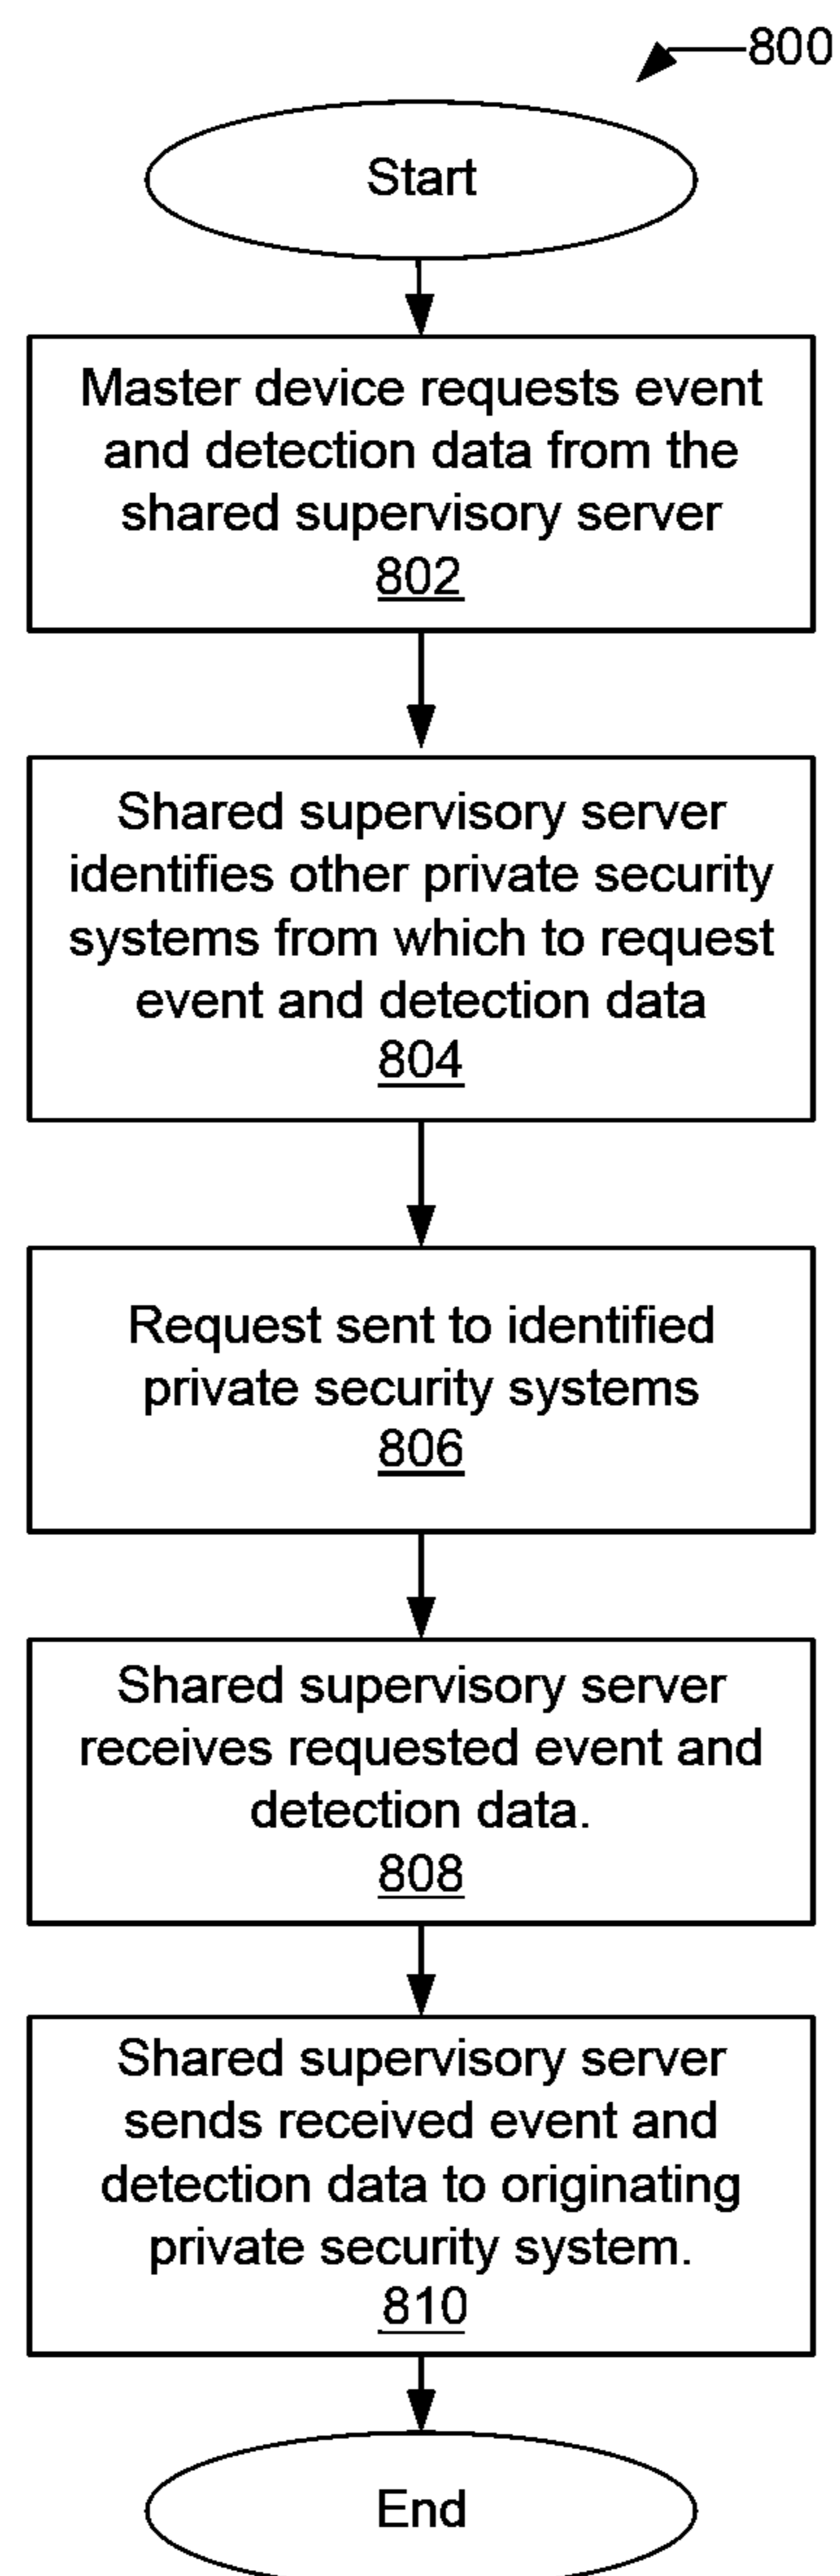 800
Start
Master device requests event
and detection data from the
shared supervisory server
802
Shared supervisory server
identifies other private security
systems from which to request
event and detection data
804
Request sent to identified
private security systems
806
Shared supervisory server
receives requested event and
detection data.
808
Shared supervisory server
sends received event and
detection data to originating
private security system.
810
End